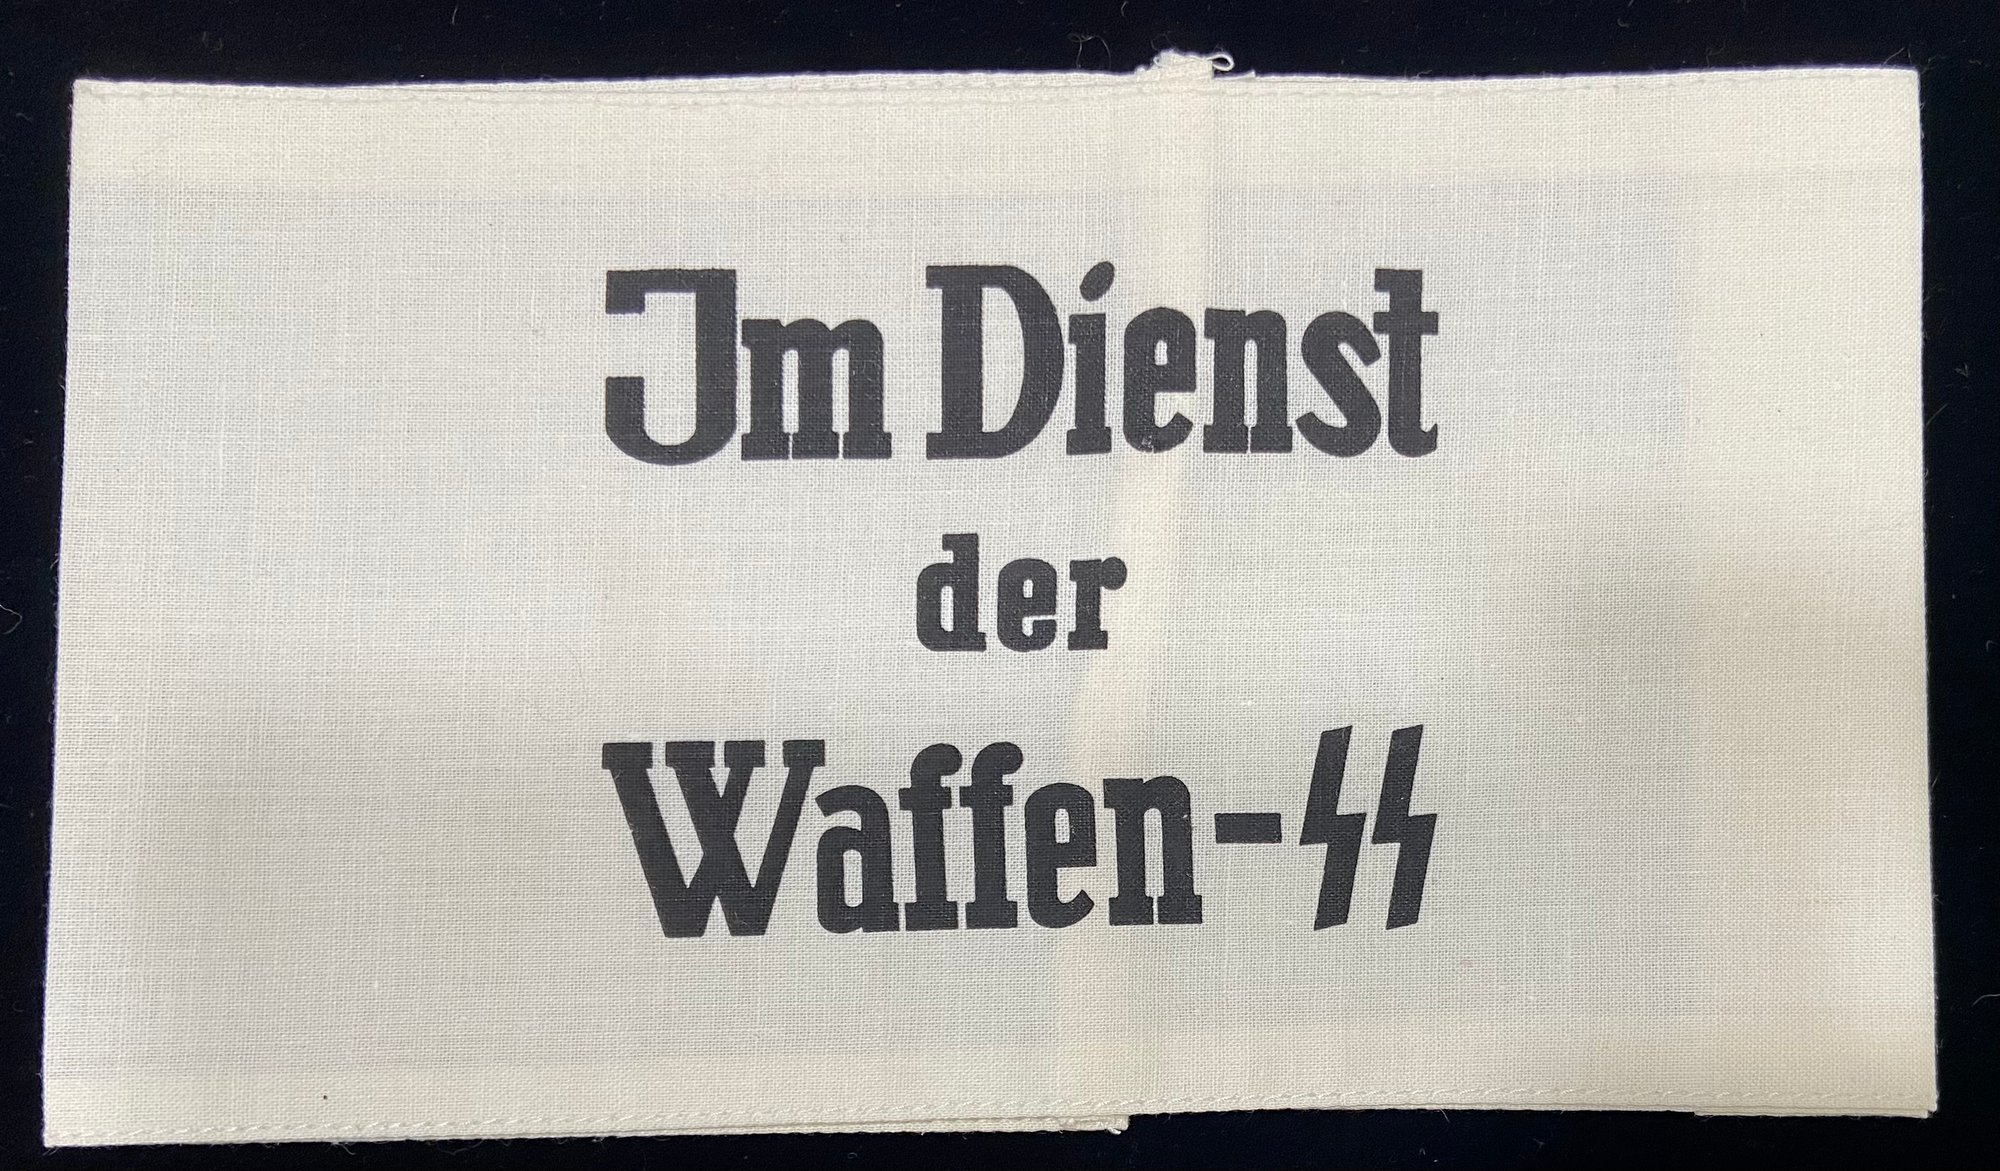 Im Dienst
der
Waffen-SS